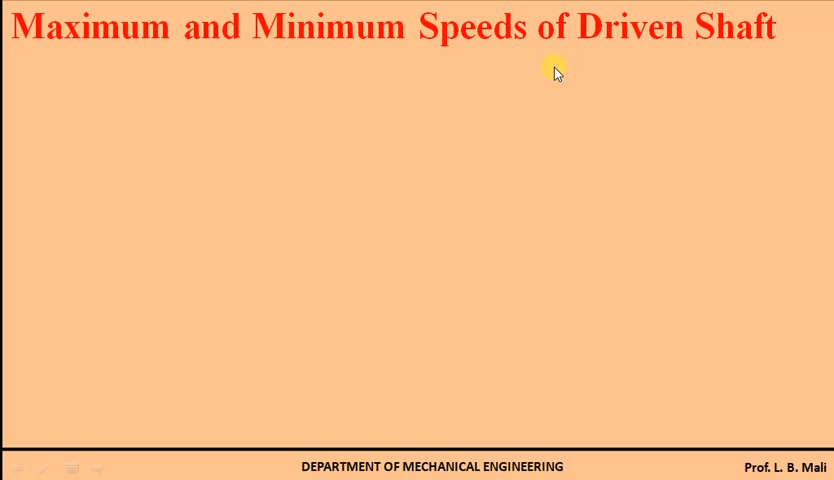 Maximum and Minimum Speeds of Driven Shaft
DEPARTMENT OF MECHANICAL ENGINEERING
Prof. L. B. Mali